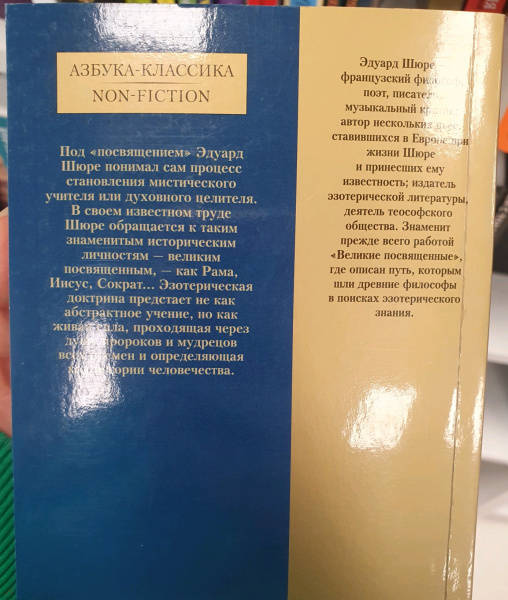 АЗБУКА-КЛАССИКА
NON-FICTION
Под «посвящением» Эдуард
Шюре понимал сам процесс
становления мистического
учителя или духовного целителя.
В своем известном труде
Шюре обращается к таким
знаменитым историческим
личностям — великим
посвященным, — как Рама,
Иисус, Сократ... Эзотерическая
доктрина предстает не как
абстрактное учение, но как
сила, проходящая через
пророков и мудрецов
и определяющая
человечества.
Эдуард Шюре
французский
поэт, писатель,
музыкальный
автор нескольких
ставившихся в Европе при
жизни Шюре
и принесших ему
известность; издатель
эзотерической литературы,
деятель теософского
общества. Знаменит
прежде всего работой
«Великие посвященные»,
где описан путь, которым
шли древние философы
в поисках эзотерического
знания.